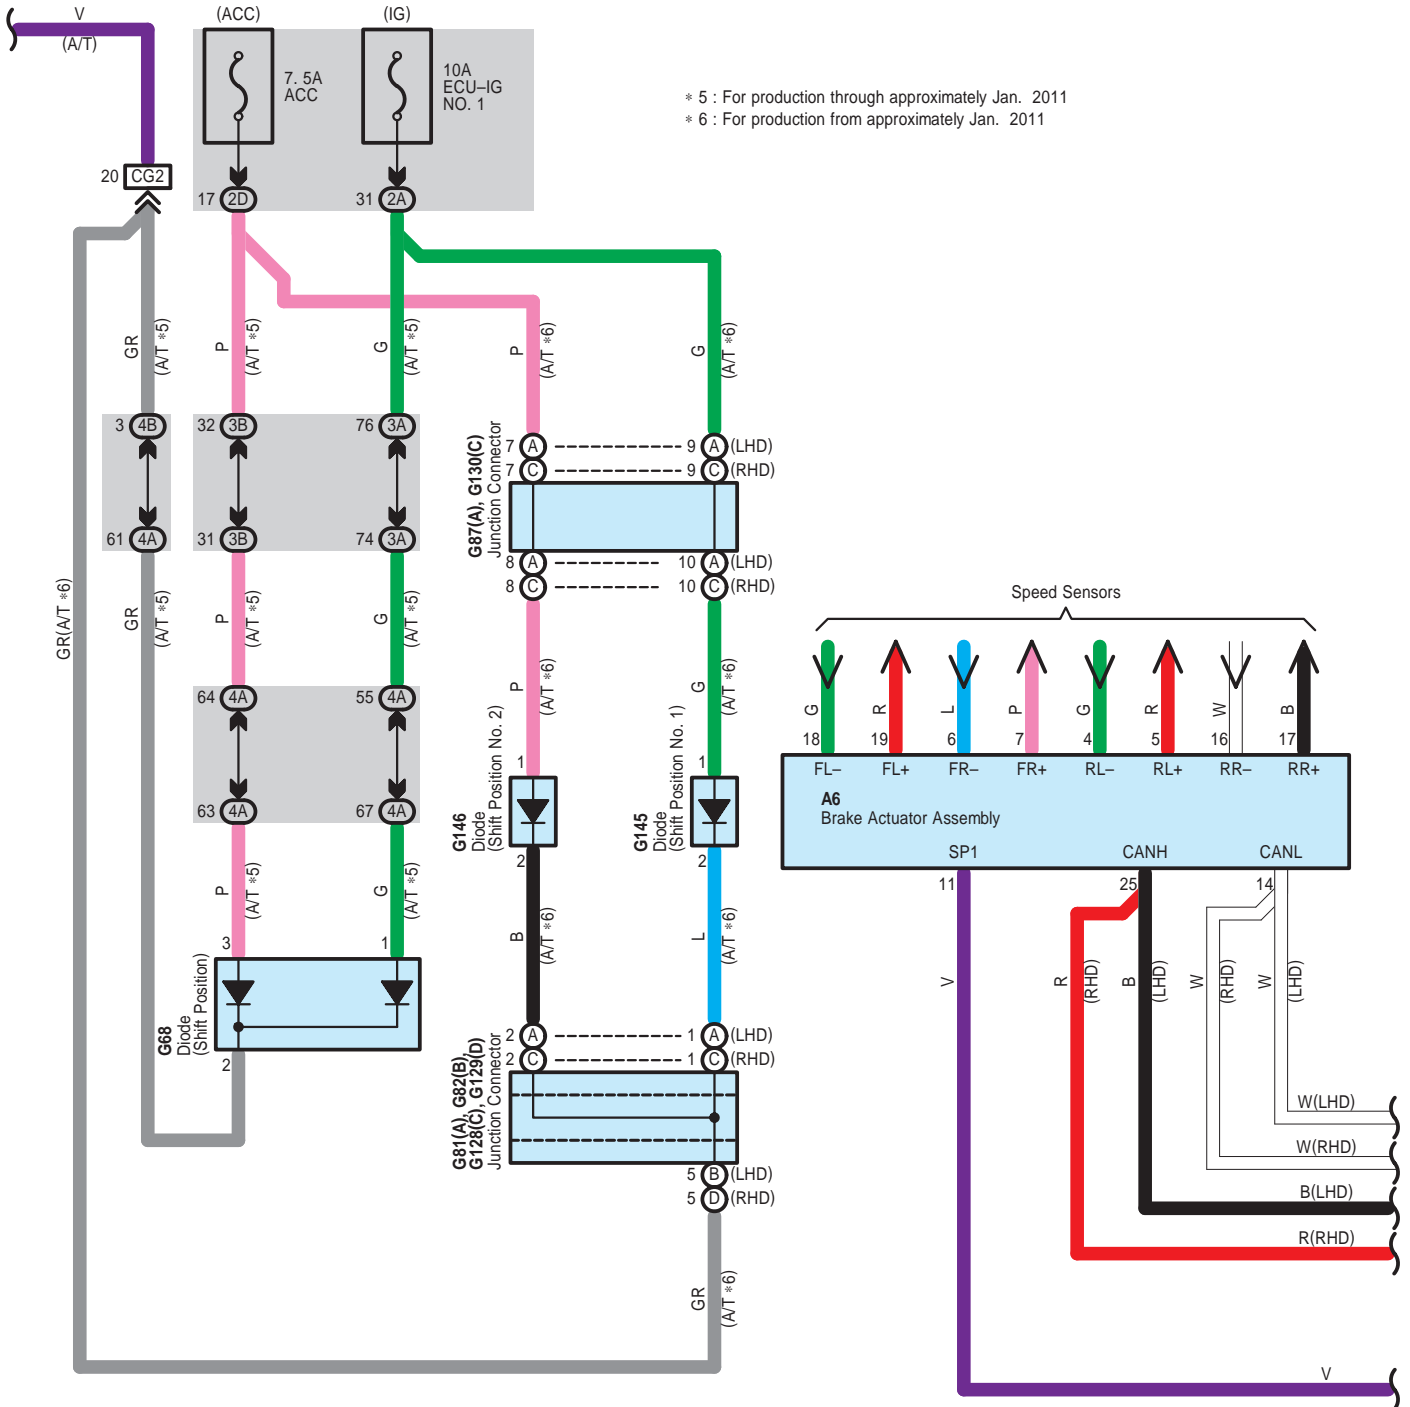 V
(A/T)
(ACC)
(IG)
7. 5A
ACC
10A
ECU–IG
NO. 1
∗ 5 : For production through approximately Jan. 2011
∗ 6 : For production from approximately Jan. 2011
20 CG2
17 2D
31 2A
GR
(A/T ∗5)
P
(A/T ∗5)
G
(A/T ∗5)
P
(A/T ∗6)
G
(A/T ∗6)
3 4B
32 3B
76 3A
7 A
9 A (LHD)
7 C
9 C (RHD)
G87(A), G130(C)
Junction Connector
61 4A
31 3B
74 3A
8 A
10 A (LHD)
8 C
10 C (RHD)
GR(A/T ∗6)
GR
(A/T ∗5)
P
(A/T ∗5)
G
(A/T ∗5)
P
(A/T ∗6)
G
(A/T ∗6)
Speed Sensors
64 4A
55 4A
G
R
L
P
G
R
W
B
18
19
6
7
4
5
16
17
FL–
FL+
FR–
FR+
RL–
RL+
RR–
RR+
A6
Brake Actuator Assembly
SP1
CANH
CANL
11
25
14
63 4A
67 4A
1
1
G146
Diode
(Shift Position No. 2)
G145
Diode
(Shift Position No. 1)
2
2
P
(A/T ∗5)
G
(A/T ∗5)
B
(A/T ∗6)
L
(A/T ∗6)
V
R
(RHD)
B
(LHD)
W
(RHD)
W
(LHD)
3
1
G68
Diode
(Shift Position)
2
2 A
1 A (LHD)
2 C
1 C (RHD)
G81(A), G82(B),
G128(C), G129(D)
Junction Connector
5 B (LHD)
5 D (RHD)
W(LHD)
W(RHD)
B(LHD)
R(RHD)
GR
(A/T ∗6)
V